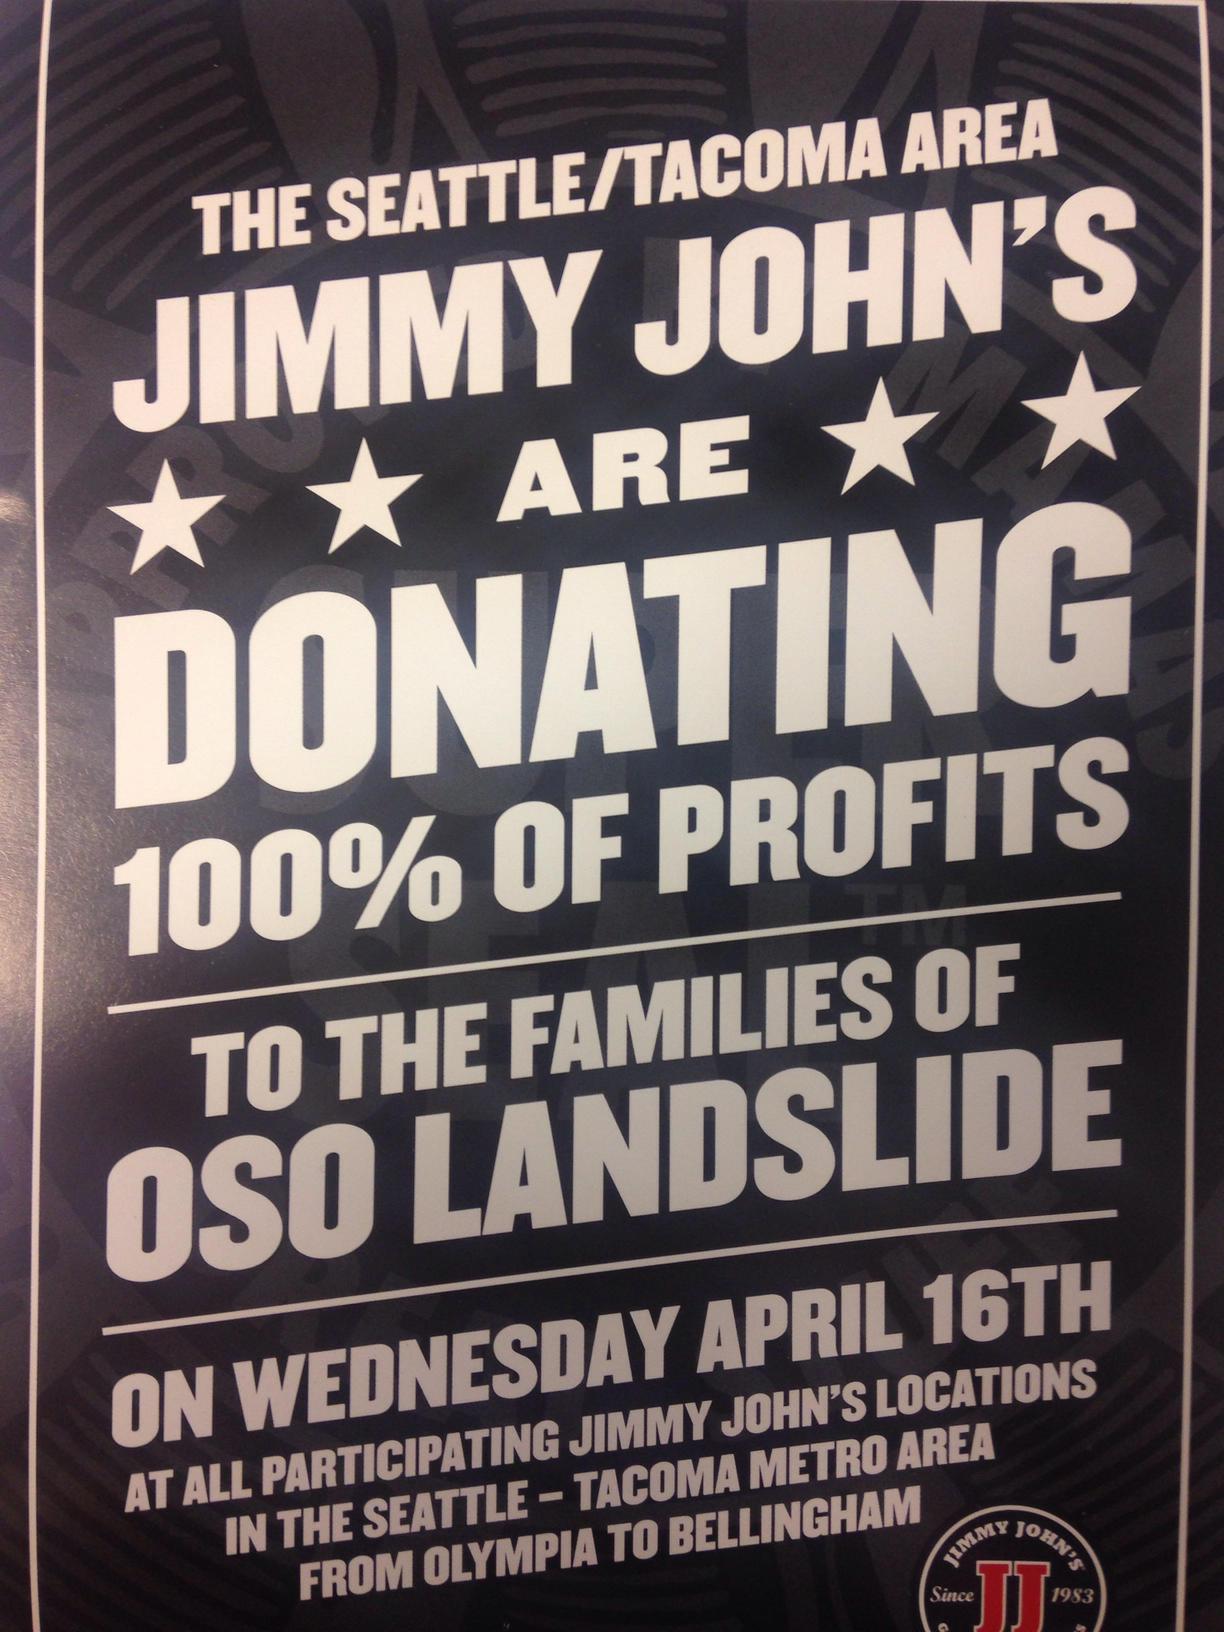 THE SEATTLE/TACOMA AREA
JIMMY JOHN'S
ARE
DONATING
100% OF PROFITS
TO THE FAMILIES OF
OSO LANDSLIDE
ON WEDNESDAY APRIL 16TH
AT ALL PARTICIPATING JIMMY JOHN'S LOCATIONS
IN THE SEATTLE – TACOMA METRO AREA
FROM OLYMPIA TO BELLINGHAM
JIMMY JOHN'S
Since JJ 1983